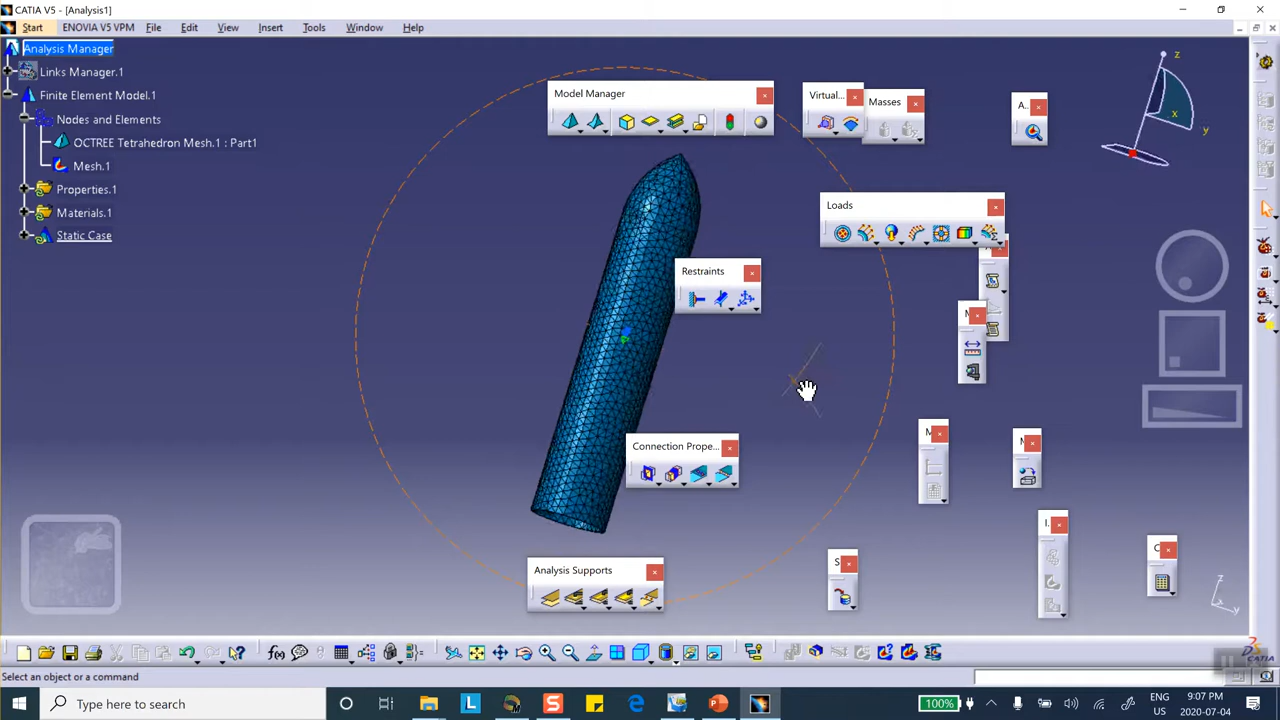 CATIA V5 - [Analysis1]
Start ENOVIA V5 VPM File Edit View Insert Tools Window Help
Analysis Manager
Links Manager.1
Finite Element Model.1
Nodes and Elements
OCTREE Tetrahedron Mesh.1 : Part1
Mesh.1
Properties.1
Materials.1
Static Case
Model Manager
Virtual...
Masses
A..
z
x
y
Loads
Restraints
M
Connection Prope...
M
M
I.
Analysis Supports
S
C
z
y
CATIA
Select an object or a command
Type here to search
100%
ENG
US
9:07 PM
2020-07-04